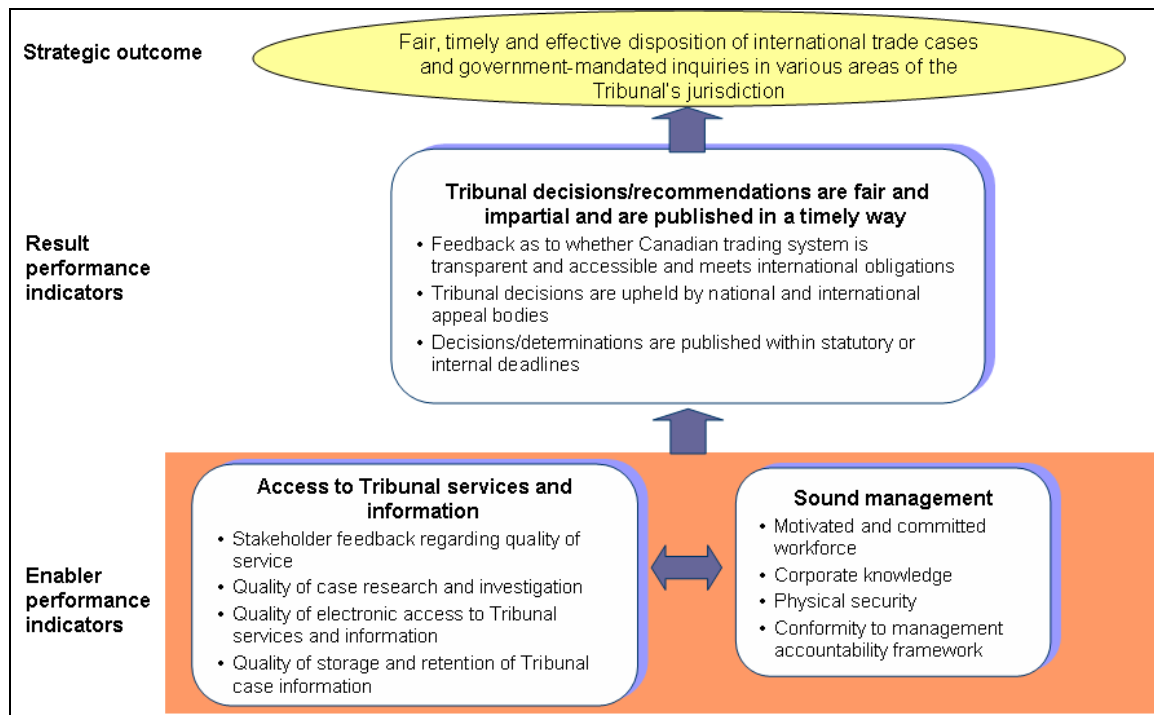 Strategic outcome
Fair, timely and effective disposition of international trade cases
and government-mandated inquiries in various areas of the
Tribunal's jurisdiction
Result
performance
indicators
Tribunal decisions/recommendations are fair and
impartial and are published in a timely way
• Feedback as to whether Canadian trading system is
transparent and accessible and meets international obligations
• Tribunal decisions are upheld by national and international
appeal bodies
• Decisions/determinations are published within statutory or
internal deadlines
Enabler
performance
indicators
Access to Tribunal services and
information
• Stakeholder feedback regarding quality of
service
• Quality of case research and investigation
• Quality of electronic access to Tribunal
services and information
• Quality of storage and retention of Tribunal
case information
Sound management
• Motivated and committed
workforce
• Corporate knowledge
• Physical security
• Conformity to management
accountability framework